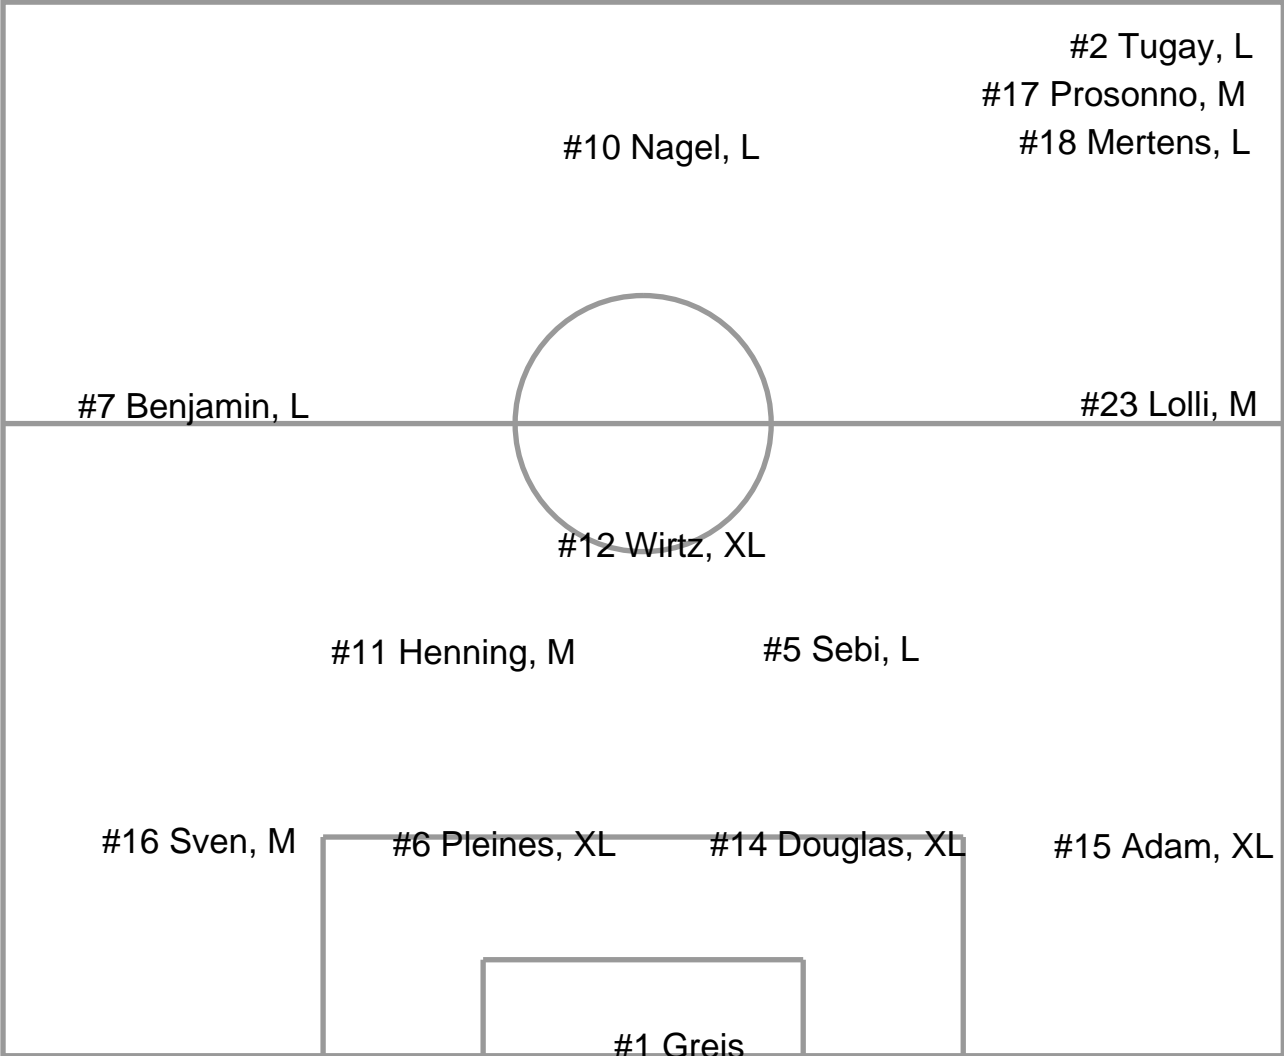 #2 Tugay, L
#17 Prosonno, M
#18 Mertens, L
#10 Nagel, L
#7 Benjamin, L
#23 Lolli, M
#12 Wirtz, XL
#11 Henning, M
#5 Sebi, L
#16 Sven, M
#6 Pleines, XL
#14 Douglas, XL
#15 Adam, XL
#1 Greis